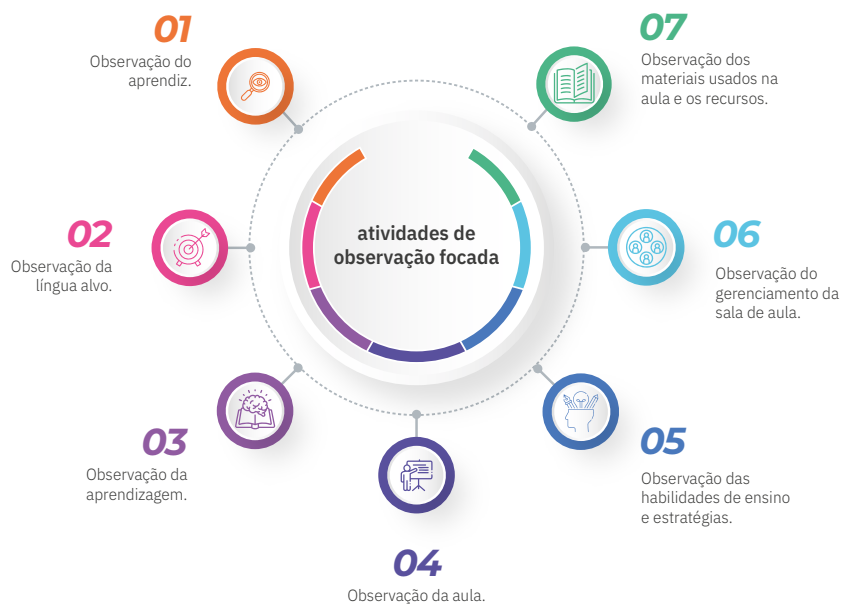 atividades de
observação focada
01
Observação do
aprendiz.
02
Observação da
língua alvo.
03
Observação da
aprendizagem.
04
Observação da aula.
05
Observação das
habilidades de ensino
e estratégias.
06
Observação do
gerenciamento da
sala de aula.
07
Observação dos
materiais usados na
aula e os recursos.